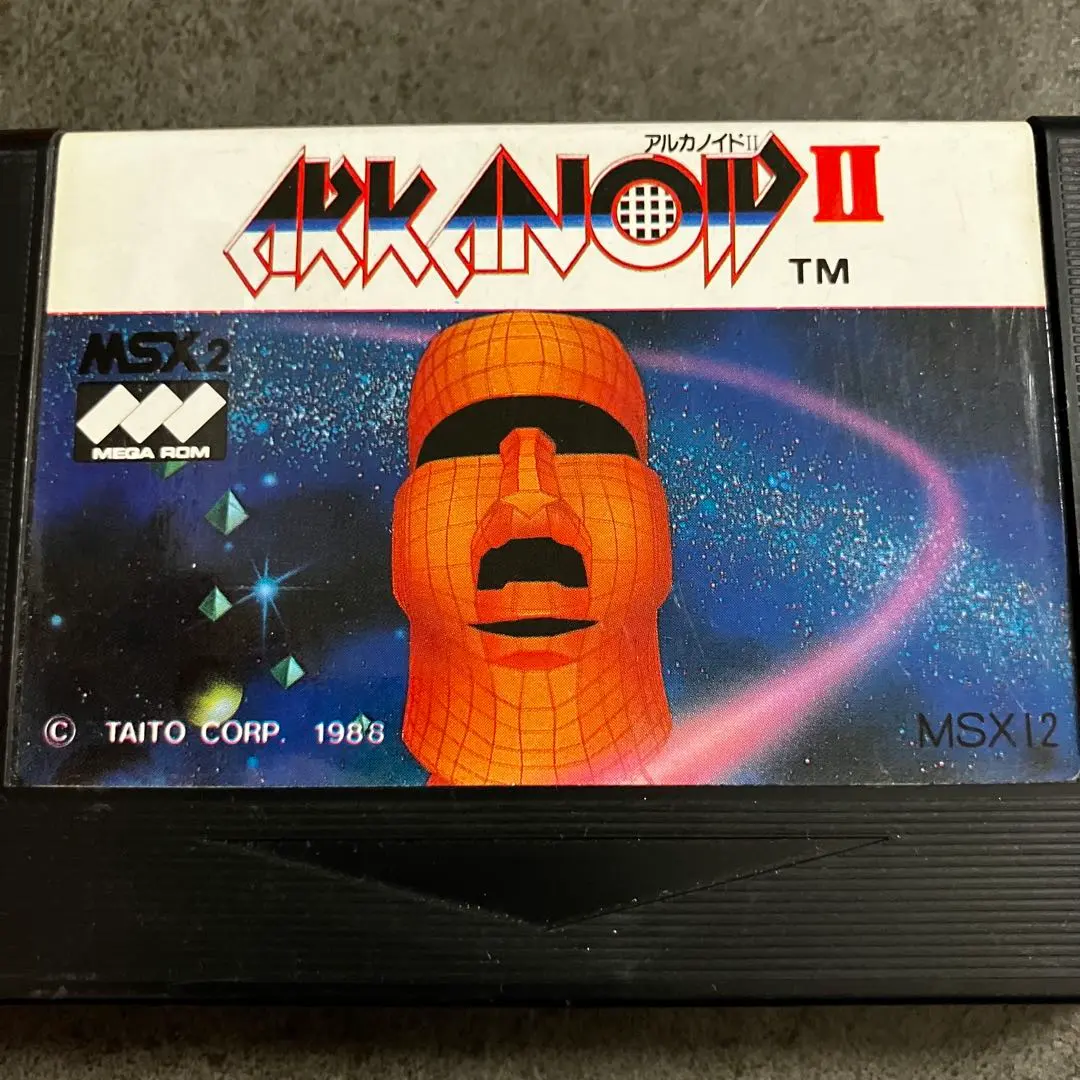 アルカノイドII
ARKANOID II
TM
MSX2
MEGA ROM
© TAITO CORP. 1988
MSX12